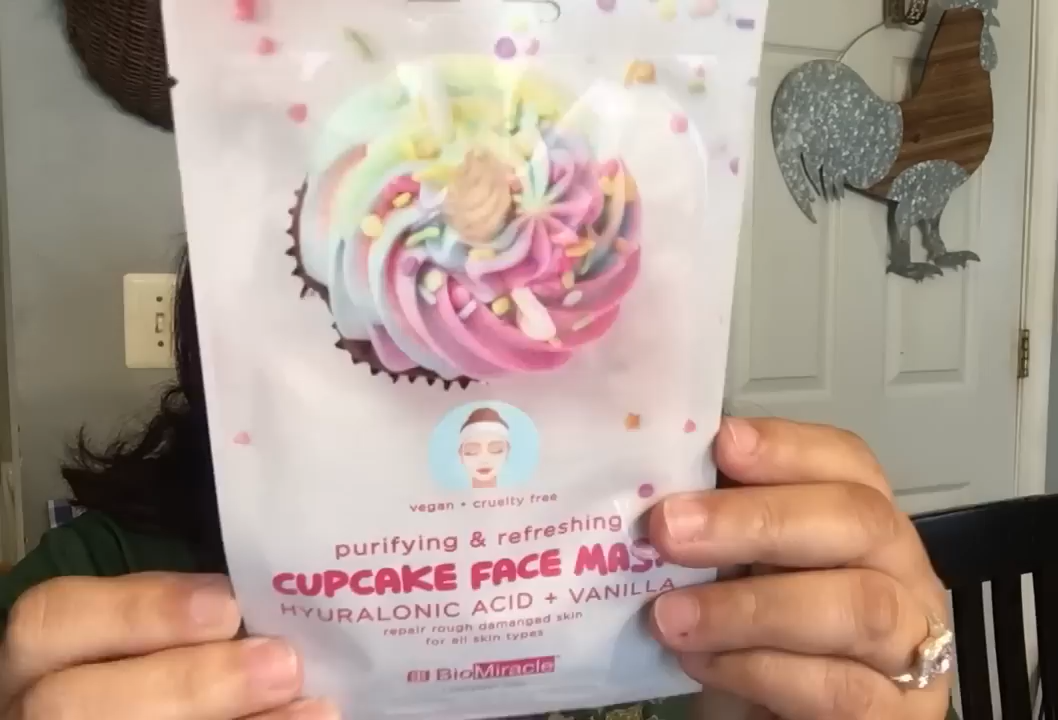 vegan • cruelty free
purifying & refreshing
CUPCAKE FACE MASK
HYURALONIC ACID + VANILLA
repair rough damanged skin
for all skin types
BioMiracle